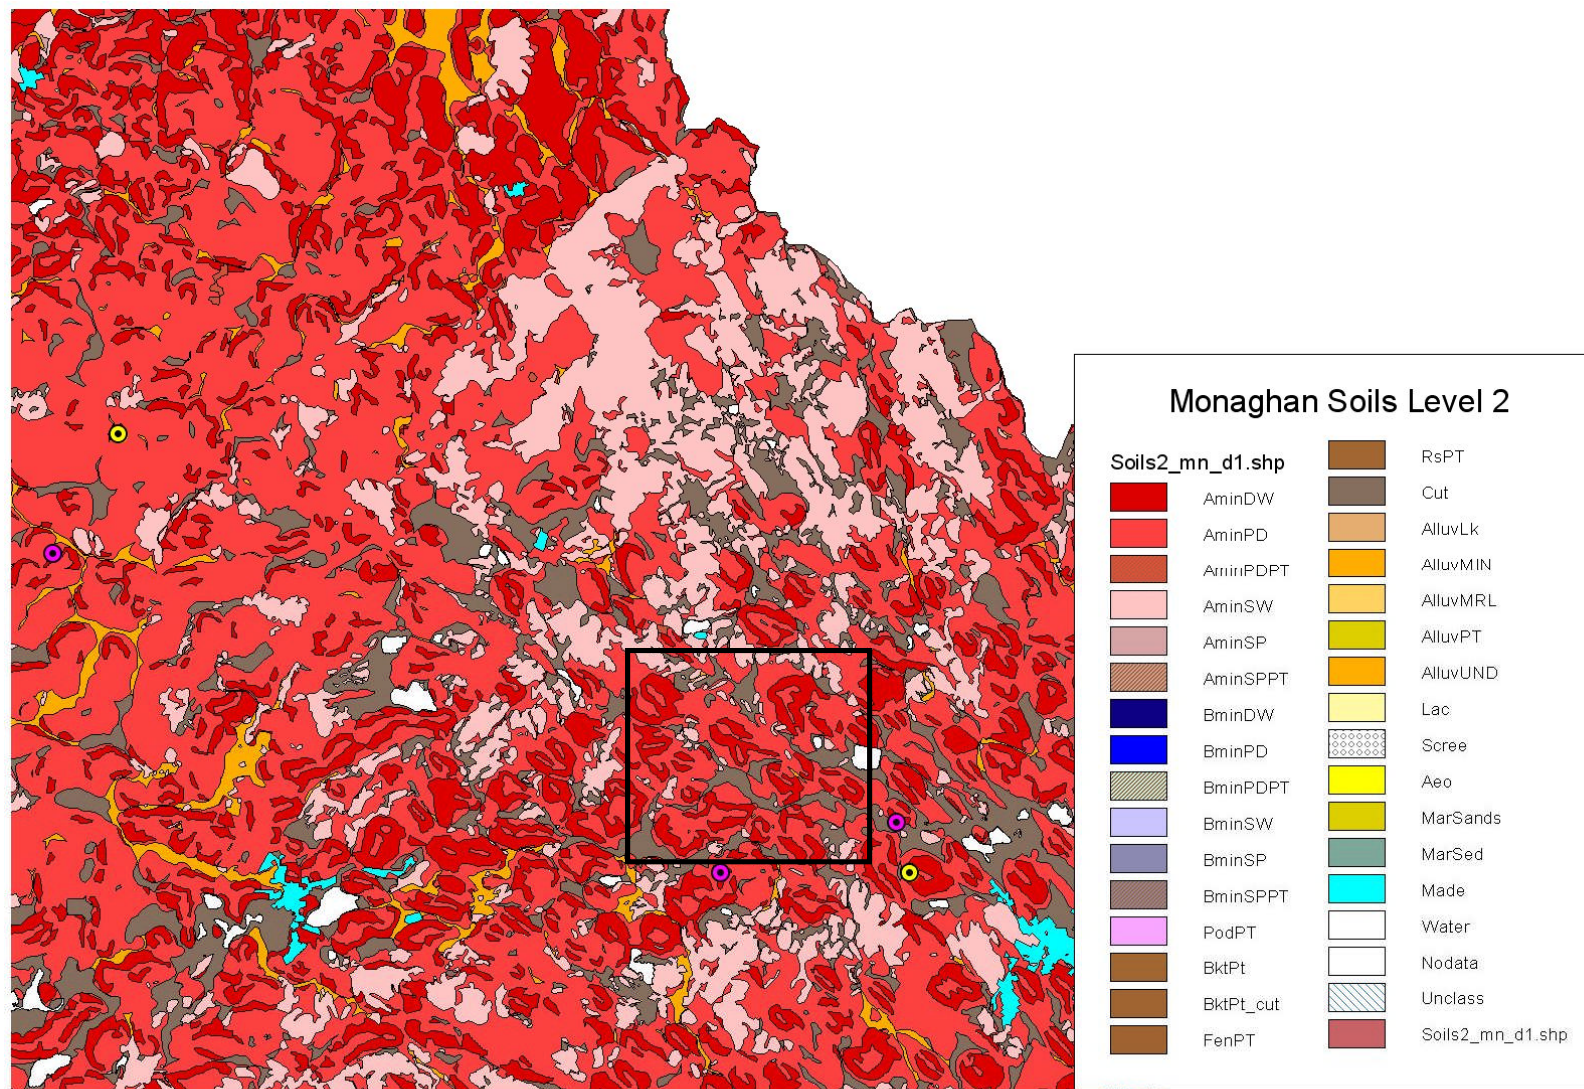 Monaghan Soils Level 2
Soils2_mn_d1.shp
AminDW
AminPD
AminPDPT
AminSW
AminSP
AminSPPT
BminDW
BminPD
BminPDPT
BminSW
BminSP
BminSPPT
PodPT
BktPt
BktPt_cut
FenPT
RsPT
Cut
AlluvLk
AlluvMIN
AlluvMRL
AlluvPT
AlluvUND
Lac
Scree
Aeo
MarSands
MarSed
Made
Water
Nodata
Unclass
Soils2_mn_d1.shp